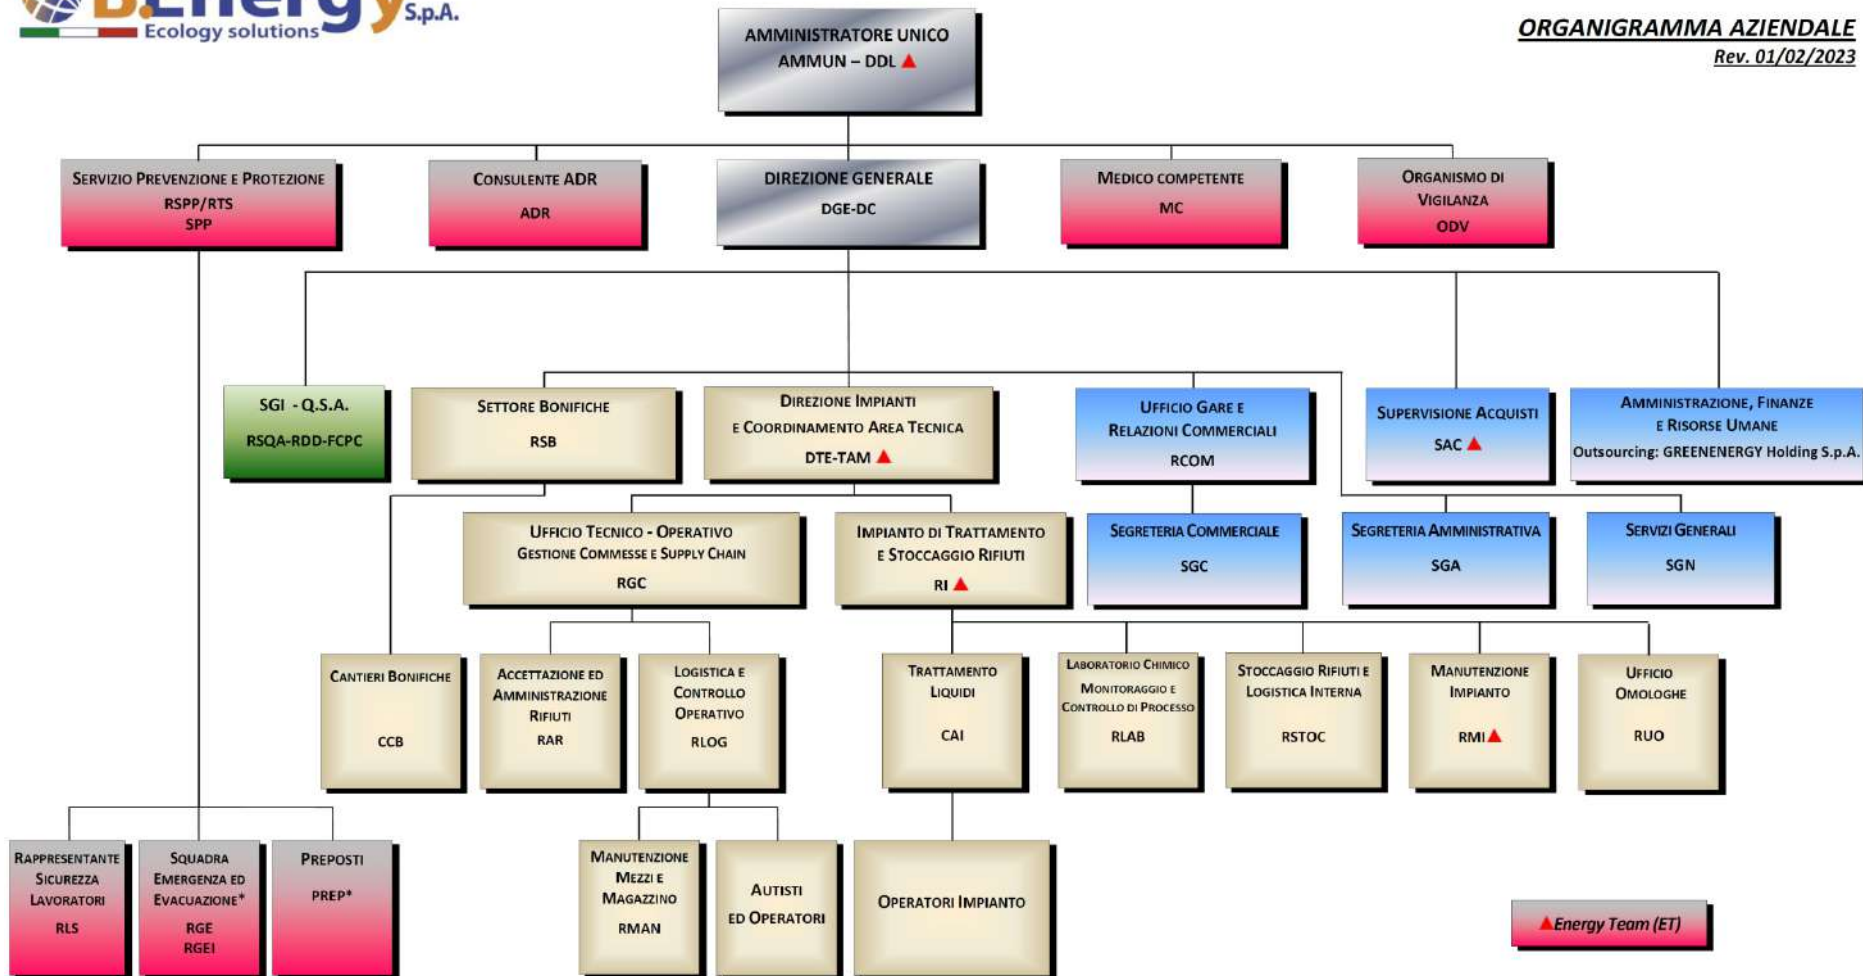 B.Energy S.p.A.
Ecology solutions
ORGANIGRAMMA AZIENDALE
Rev. 01/02/2023
AMMINISTRATORE UNICO
AMMUN – DDL ▲
SERVIZIO PREVENZIONE E PROTEZIONE
RSPP/RTS
SPP
CONSULENTE ADR
ADR
DIREZIONE GENERALE
DGE-DC
MEDICO COMPETENTE
MC
ORGANISMO DI
VIGILANZA
ODV
SGI - Q.S.A.
RSQA-RDD-FCPC
SETTORE BONIFICHE
RSB
DIREZIONE IMPIANTI
E COORDINAMENTO AREA TECNICA
DTE-TAM ▲
UFFICIO GARE E
RELAZIONI COMMERCIALI
RCOM
SUPERVISIONE ACQUISTI
SAC ▲
AMMINISTRAZIONE, FINANZE
E RISORSE UMANE
Outsourcing: GREENENERGY Holding S.p.A.
UFFICIO TECNICO - OPERATIVO
GESTIONE COMMESSE E SUPPLY CHAIN
RGC
IMPIANTO DI TRATTAMENTO
E STOCCAGGIO RIFIUTI
RI ▲
SEGRETERIA COMMERCIALE
SGC
SEGRETERIA AMMINISTRATIVA
SGA
SERVIZI GENERALI
SGN
CANTIERI BONIFICHE
CCB
ACCETTAZIONE ED
AMMINISTRAZIONE
RIFIUTI
RAR
LOGISTICA E
CONTROLLO
OPERATIVO
RLOG
TRATTAMENTO
LIQUIDI
CAI
LABORATORIO CHIMICO
MONITORAGGIO E
CONTROLLO DI PROCESSO
RLAB
STOCCAGGIO RIFIUTI E
LOGISTICA INTERNA
RSTOC
MANUTENZIONE
IMPIANTO
RMI ▲
UFFICIO
OMOLOGHE
RUO
RAPPRESENTANTE
SICUREZZA
LAVORATORI
RLS
SQUADRA
EMERGENZA ED
EVACUAZIONE*
RGE
RGEI
PREPOSTI
PREP*
MANUTENZIONE
MEZZI E
MAGAZZINO
RMAN
AUTISTI
ED OPERATORI
OPERATORI IMPIANTO
▲Energy Team (ET)